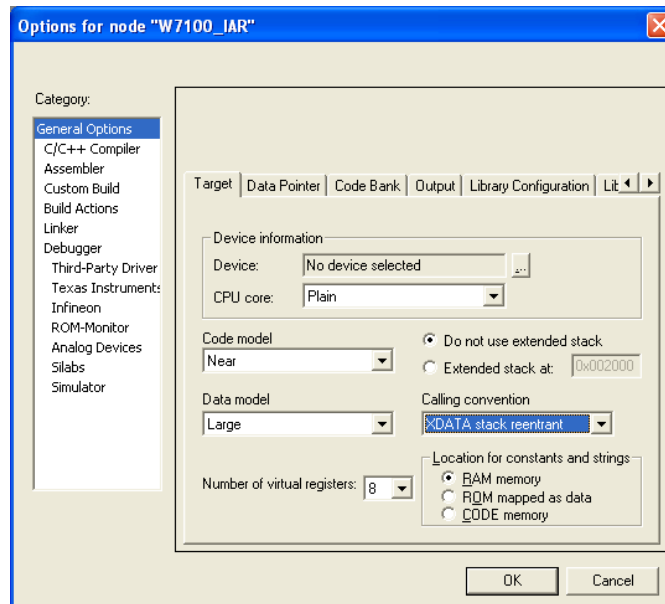 Options for node "W7100_IAR"
Category:
General Options
C/C++ Compiler
Assembler
Custom Build
Build Actions
Linker
Debugger
Third-Party Driver
Texas Instruments
Infineon
ROM-Monitor
Analog Devices
Silabs
Simulator
Target Data Pointer Code Bank Output Library Configuration Lit
Device information
Device: No device selected ...
CPU core: Plain
Code model
Near
Do not use extended stack
Extended stack at: 0x002000
Data model
Large
Calling convention
XDATA stack reentrant
Number of virtual registers: 8
Location for constants and strings
RAM memory
ROM mapped as data
CODE memory
OK Cancel